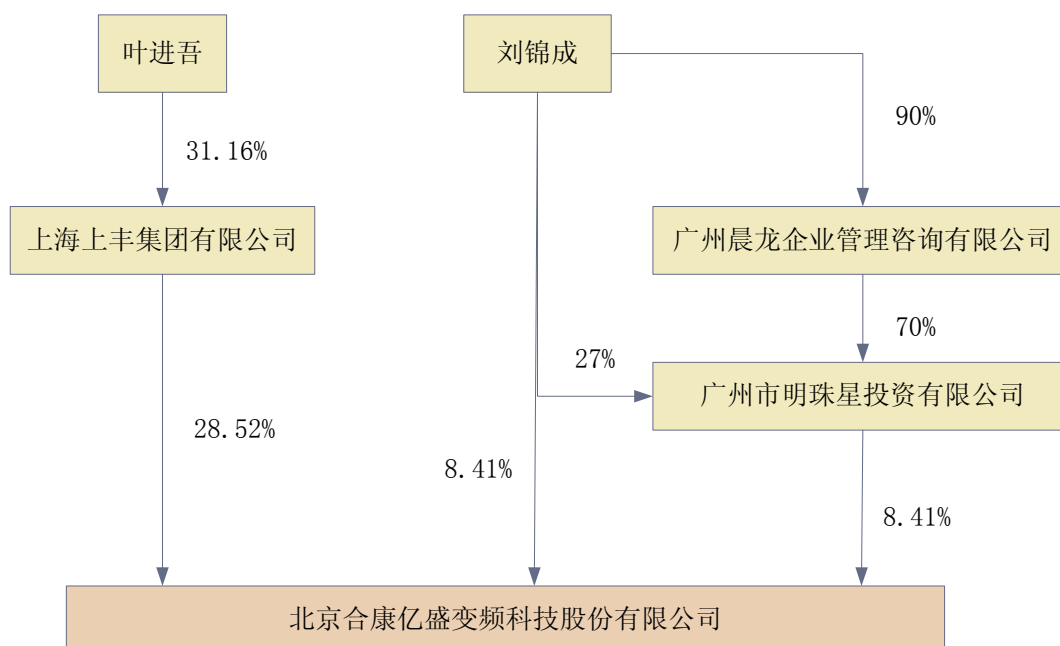 叶进吾
刘锦成
90%
31.16%
上海上丰集团有限公司
广州晨龙企业管理咨询有限公司
70%
27%
广州市明珠星投资有限公司
28.52%
8.41%
8.41%
北京合康亿盛变频科技股份有限公司